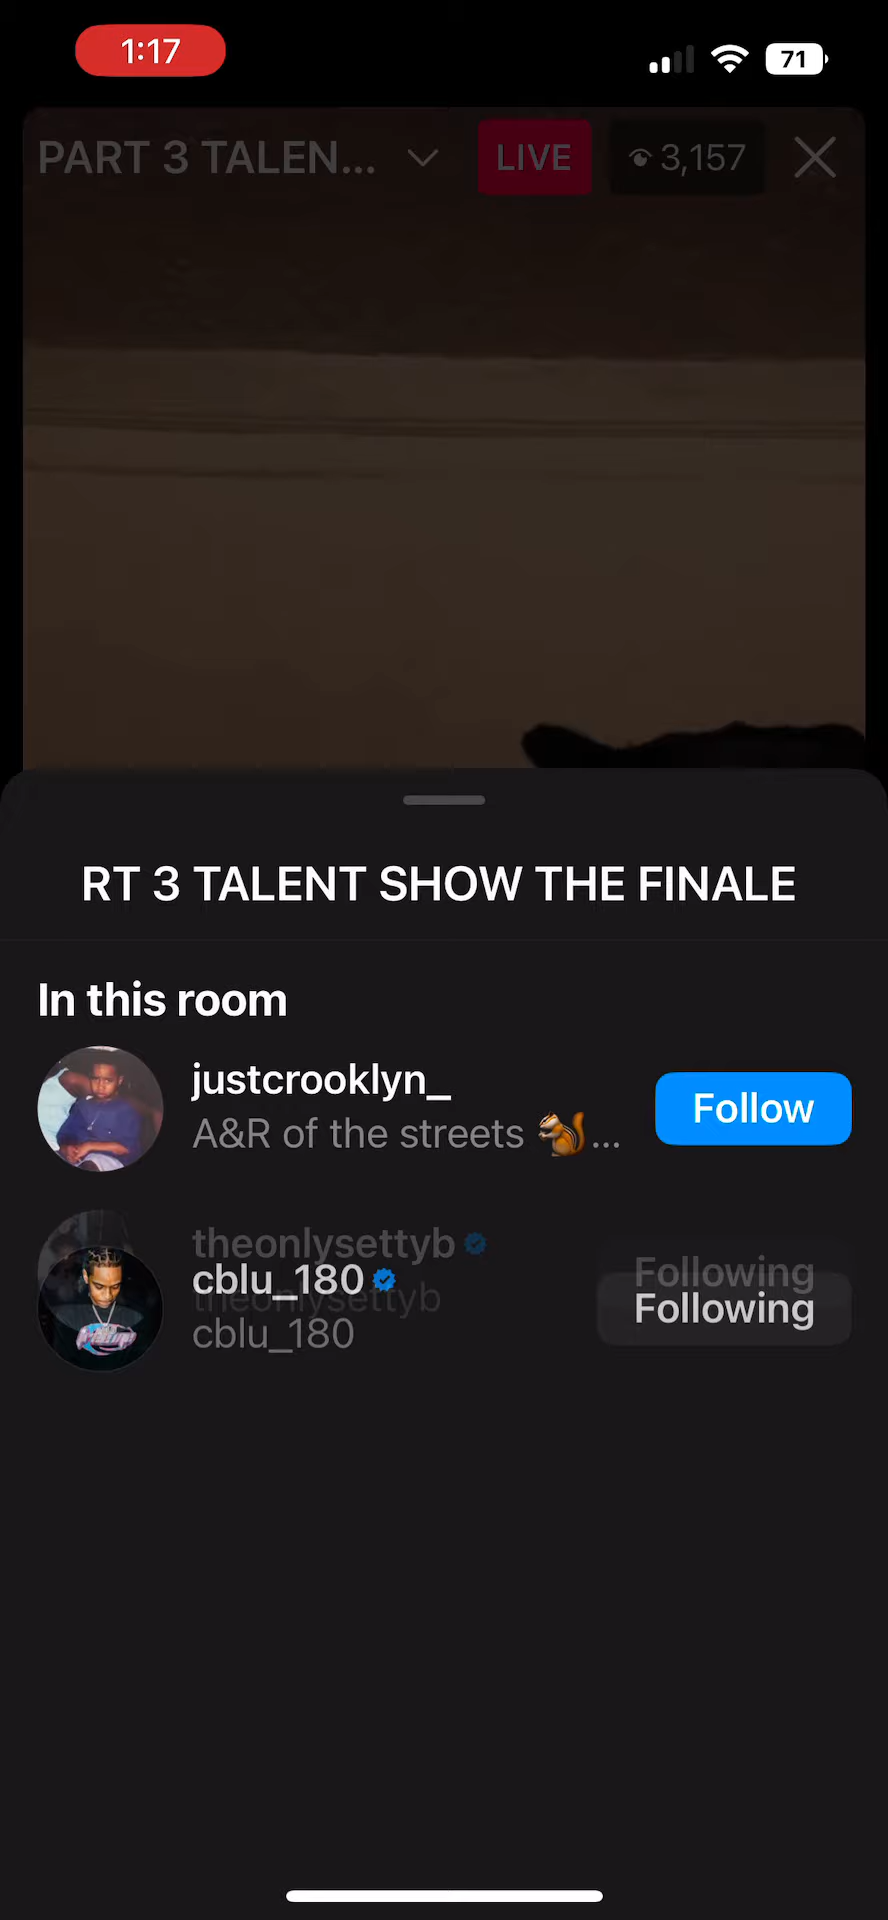 1:17
71
PART 3 TALEN...
LIVE
3,157
RT 3 TALENT SHOW THE FINALE
In this room
justcrooklyn_
A&R of the streets 🐿️...
Follow
theonlysettyb
Following
cblu_180
Following
theonlysettyb
cblu_180